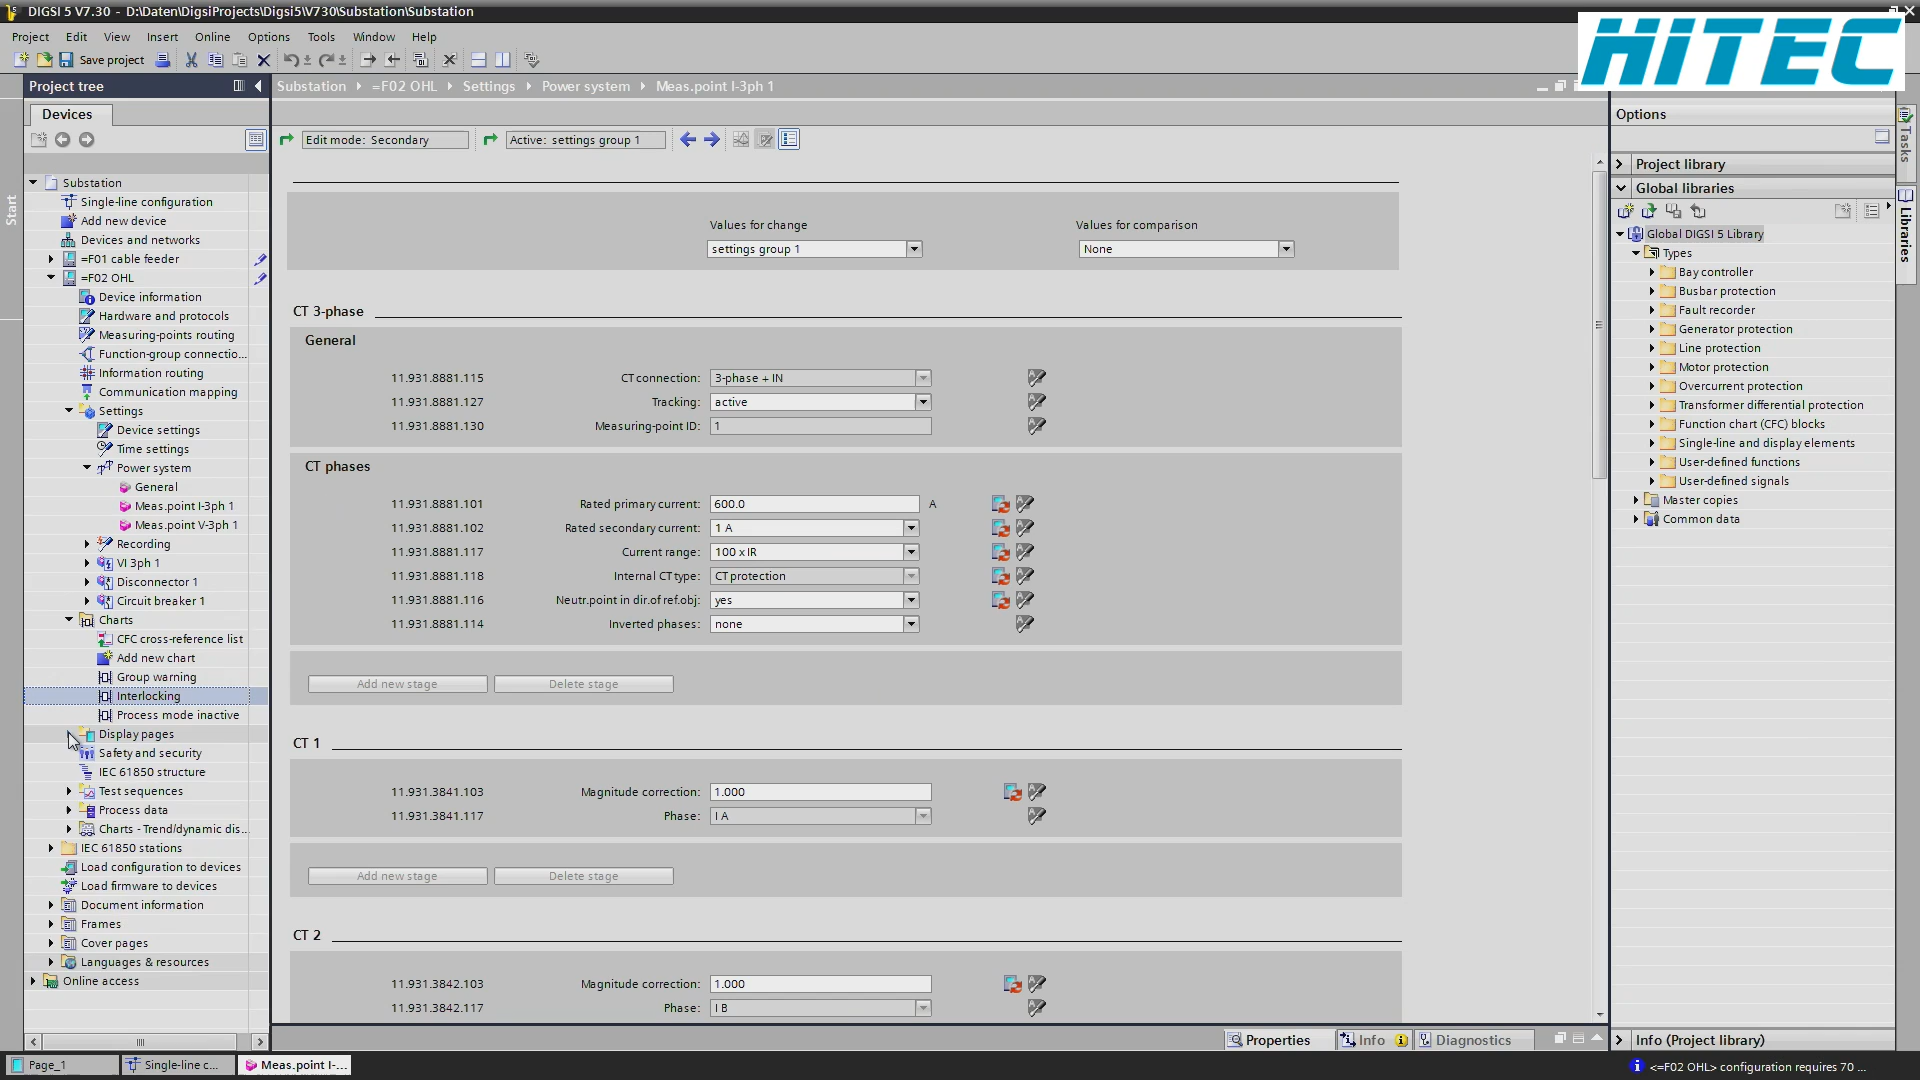 DIGSI 5 V7.30 - D:\Daten\DigsiProjects\Digsi5\V730\Substation\Substation
HITEC
Project Edit View Insert Online Options Tools Window Help
Save project
Project tree
Substation =F02 OHL Settings Power system Meas.point I-3ph 1
Devices
Options
Edit mode: Secondary
Active: settings group 1
Tasks
Libraries
Start
Project library
Global libraries
Substation
Single-line configuration
Add new device
Devices and networks
=F01 cable feeder
=F02 OHL
Device information
Hardware and protocols
Measuring-points routing
Function-group connectio...
Information routing
Communication mapping
Settings
Device settings
Time settings
Power system
General
Meas.point I-3ph 1
Meas.point V-3ph 1
Recording
VI 3ph 1
Disconnector 1
Circuit breaker 1
Charts
CFC cross-reference list
Add new chart
Group warning
Interlocking
Process mode inactive
Display pages
Safety and security
IEC 61850 structure
Test sequences
Process data
Charts - Trend/dynamic dis...
IEC 61850 stations
Load configuration to devices
Load firmware to devices
Document information
Frames
Cover pages
Languages & resources
Online access
Values for change Values for comparison
settings group 1 None
CT 3-phase
General
11.931.8881.115 CT connection: 3-phase + IN
11.931.8881.127 Tracking: active
11.931.8881.130 Measuring-point ID: 1
CT phases
11.931.8881.101 Rated primary current: 600.0 A
11.931.8881.102 Rated secondary current: 1 A
11.931.8881.117 Current range: 100 x IR
11.931.8881.118 Internal CT type: CT protection
11.931.8881.116 Neutr.point in dir.of ref.obj: yes
11.931.8881.114 Inverted phases: none
Add new stage Delete stage
CT 1
11.931.3841.103 Magnitude correction: 1.000
11.931.3841.117 Phase: I A
Add new stage Delete stage
CT 2
11.931.3842.103 Magnitude correction: 1.000
11.931.3842.117 Phase: I B
Global DIGSI 5 Library
Types
Bay controller
Busbar protection
Fault recorder
Generator protection
Line protection
Motor protection
Overcurrent protection
Transformer differential protection
Function chart (CFC) blocks
Single-line and display elements
User-defined functions
User-defined signals
Master copies
Common data
Properties Info Diagnostics
Info (Project library)
Page_1 Single-line c... Meas.point I-...
<=F02 OHL> configuration requires 70 ...